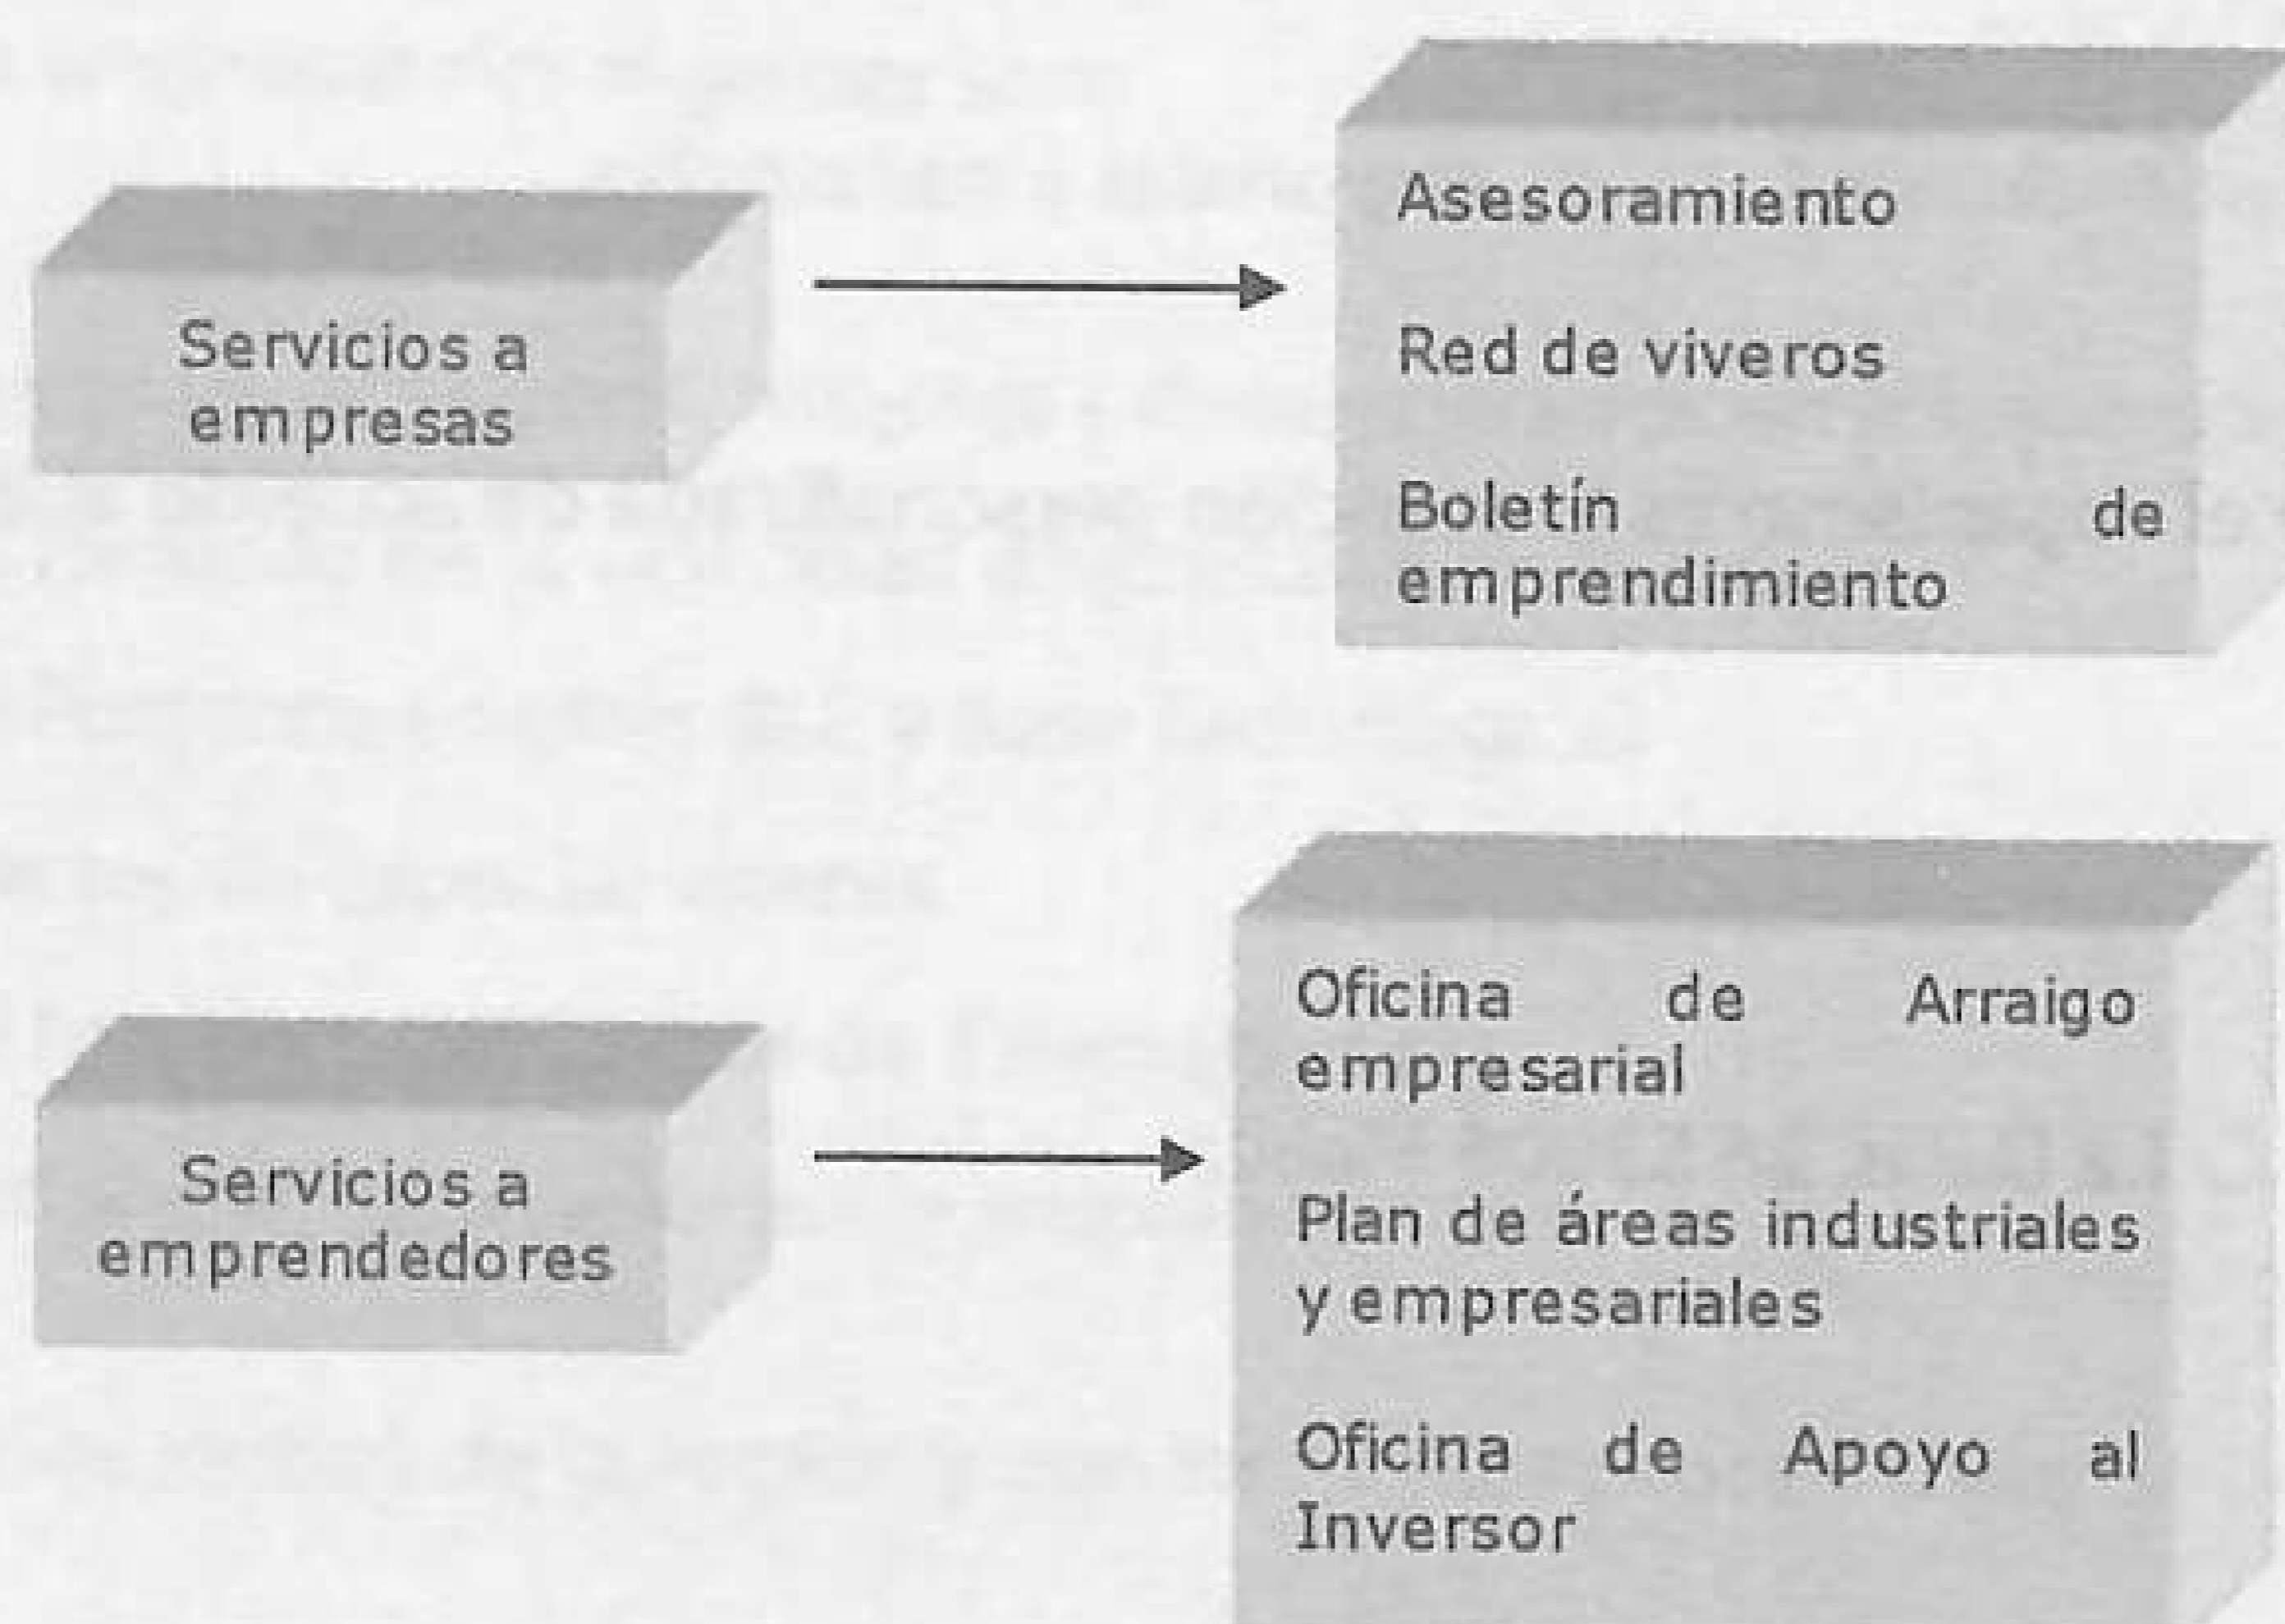 Servicios a
empresas
Asesoramiento
Red de viveros
Boletín de
emprendimiento
Servicios a
emprendedores
Oficina de Arraigo
empresarial
Plan de áreas industriales
y empresariales
Oficina de Apoyo al
Inversor